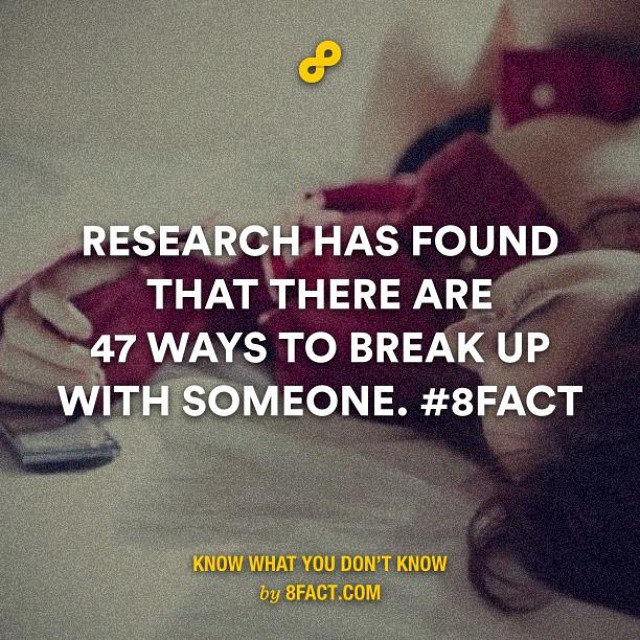 RESEARCH HAS FOUND
THAT THERE ARE
47 WAYS TO BREAK UP
WITH SOMEONE. #8FACT
KNOW WHAT YOU DON'T KNOW
by 8FACT.COM